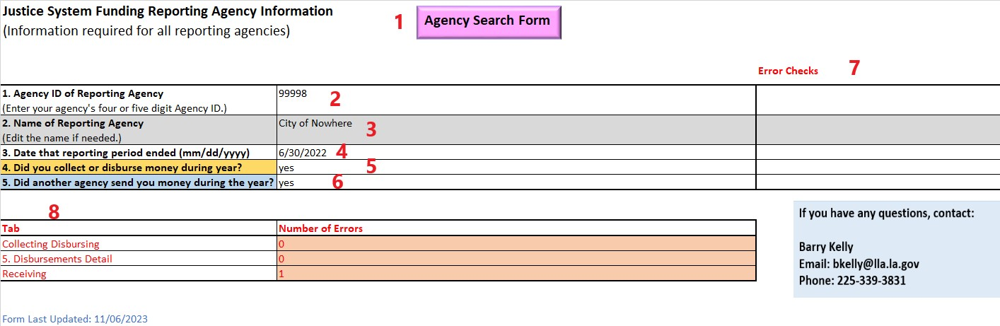 Justice System Funding Reporting Agency Information
(Information required for all reporting agencies)
1 Agency Search Form
Error Checks 7
1. Agency ID of Reporting Agency
(Enter your agency's four or five digit Agency ID.)
99998 2
2. Name of Reporting Agency
(Edit the name if needed.)
City of Nowhere 3
3. Date that reporting period ended (mm/dd/yyyy) 6/30/2022 4
4. Did you collect or disburse money during year? yes 5
5. Did another agency send you money during the year? yes 6
8
Tab Number of Errors
Collecting Disbursing 0
5. Disbursements Detail 0
Receiving 1
If you have any questions, contact:
Barry Kelly
Email: bkelly@lla.la.gov
Phone: 225-339-3831
Form Last Updated: 11/06/2023